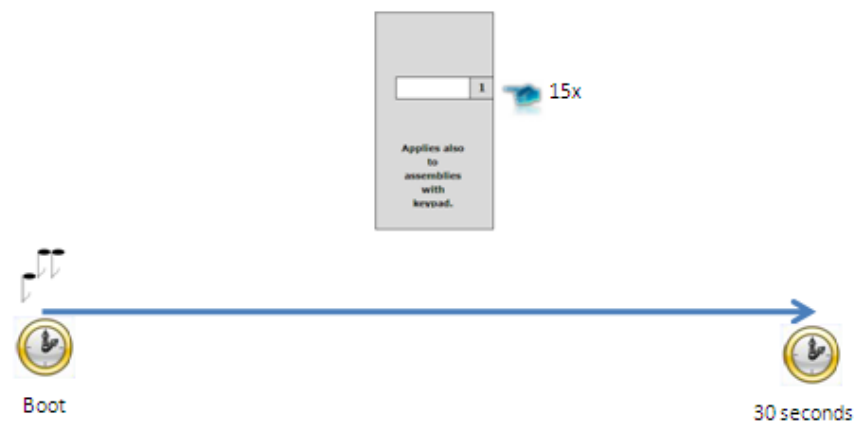 1
15x
Applies also
to
assemblies
with
keypad.
Boot
30 seconds